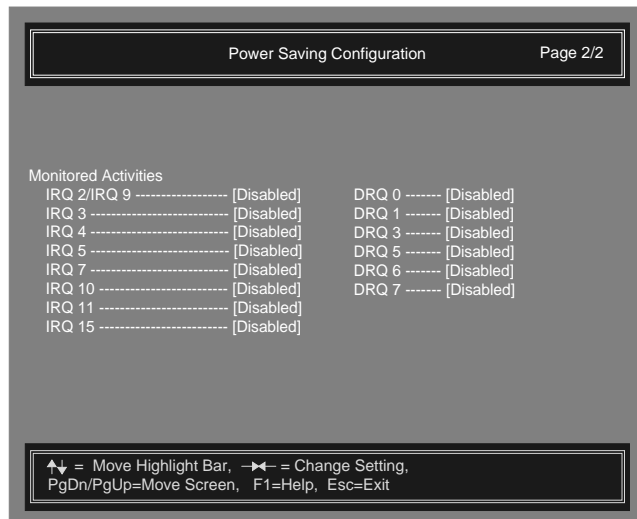 Power Saving Configuration Page 2/2
Monitored Activities
IRQ 2/IRQ 9 ------------------ [Disabled] DRQ 0 ------- [Disabled]
IRQ 3 --------------------------- [Disabled] DRQ 1 ------- [Disabled]
IRQ 4 --------------------------- [Disabled] DRQ 3 ------- [Disabled]
IRQ 5 --------------------------- [Disabled] DRQ 5 ------- [Disabled]
IRQ 7 --------------------------- [Disabled] DRQ 6 ------- [Disabled]
IRQ 10 ------------------------- [Disabled] DRQ 7 ------- [Disabled]
IRQ 11 ------------------------- [Disabled]
IRQ 15 ------------------------- [Disabled]
= Move Highlight Bar, = Change Setting,
PgDn/PgUp=Move Screen, F1=Help, Esc=Exit